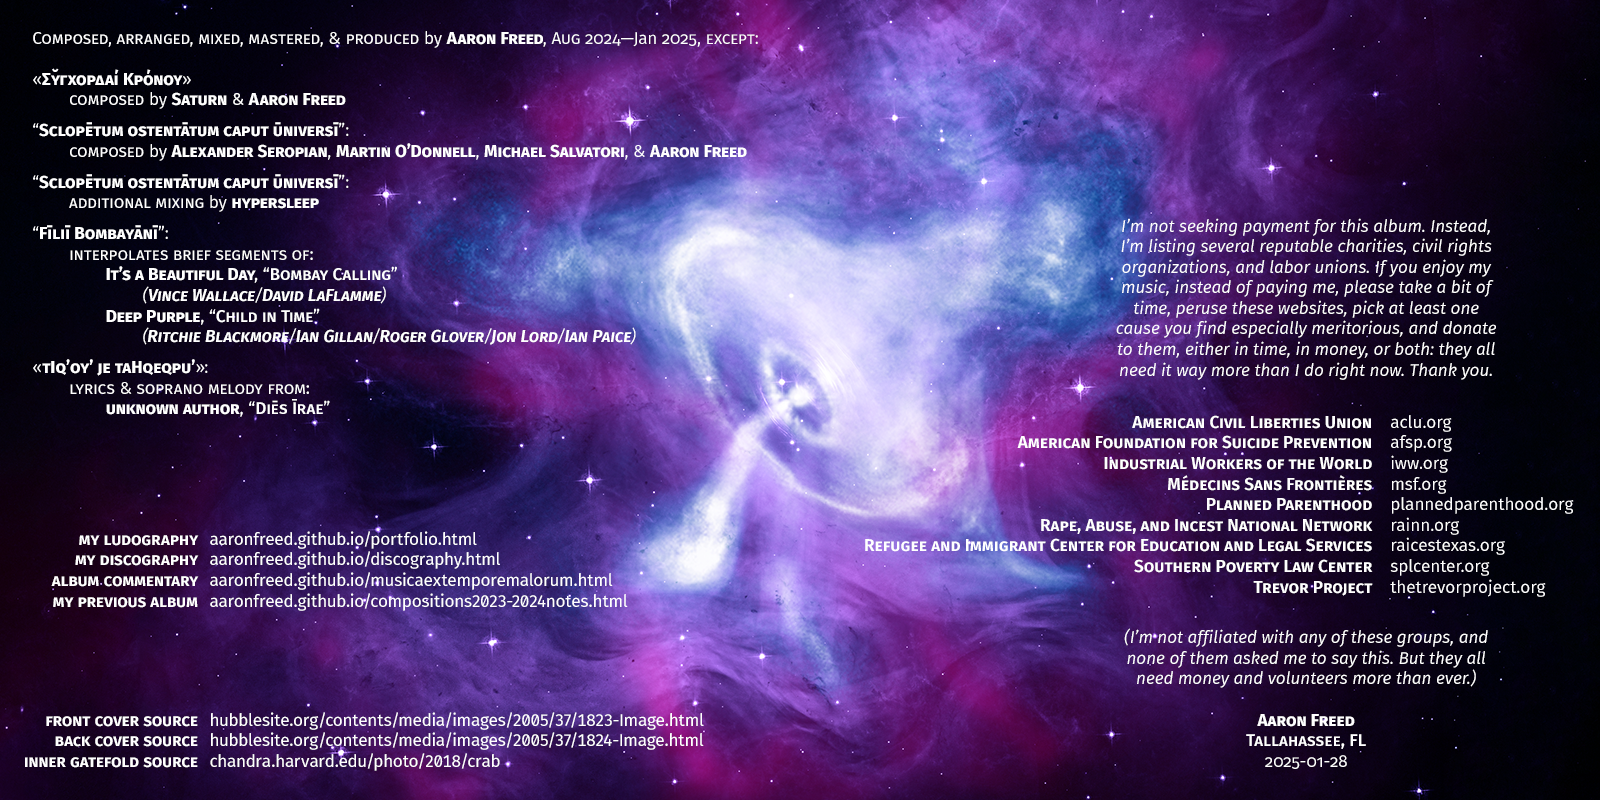 Composed, arranged, mixed, mastered, & produced by Aaron Freed, Aug 2024—Jan 2025, except:
«Σῠγχορδαί Κρόνου»
composed by Saturn & Aaron Freed
“Sclopētum ostentātum caput ūniversī”:
composed by Alexander Seropian, Martin O’Donnell, Michael Salvatori, & Aaron Freed
“Sclopētum ostentātum caput ūniversī”:
additional mixing by hypersleep
“Fīliī Bombayānī”:
interpolates brief segments of:
It’s a Beautiful Day, “Bombay Calling”
(Vince Wallace/David LaFlamme)
Deep Purple, “Child in Time”
(Ritchie Blackmore/Ian Gillan/Roger Glover/Jon Lord/Ian Paice)
«tIq’oy’ je taHqeqpu’»:
lyrics & soprano melody from:
unknown author, “Diēs Īrae”
my ludography aaronfreed.github.io/portfolio.html
my discography aaronfreed.github.io/discography.html
album commentary aaronfreed.github.io/musicaextemporemalorum.html
my previous album aaronfreed.github.io/compositions2023-2024notes.html
front cover source hubblesite.org/contents/media/images/2005/37/1823-Image.html
back cover source hubblesite.org/contents/media/images/2005/37/1824-Image.html
inner gatefold source chandra.harvard.edu/photo/2018/crab
I’m not seeking payment for this album. Instead,
I’m listing several reputable charities, civil rights
organizations, and labor unions. If you enjoy my
music, instead of paying me, please take a bit of
time, peruse these websites, pick at least one
cause you find especially meritorious, and donate
to them, either in time, in money, or both: they all
need it way more than I do right now. Thank you.
American Civil Liberties Union aclu.org
American Foundation for Suicide Prevention afsp.org
Industrial Workers of the World iww.org
Médecins Sans Frontières msf.org
Planned Parenthood plannedparenthood.org
Rape, Abuse, and Incest National Network rainn.org
Refugee and Immigrant Center for Education and Legal Services raicestexas.org
Southern Poverty Law Center splcenter.org
Trevor Project thetrevorproject.org
(I’m not affiliated with any of these groups, and
none of them asked me to say this. But they all
need money and volunteers more than ever.)
Aaron Freed
Tallahassee, FL
2025-01-28